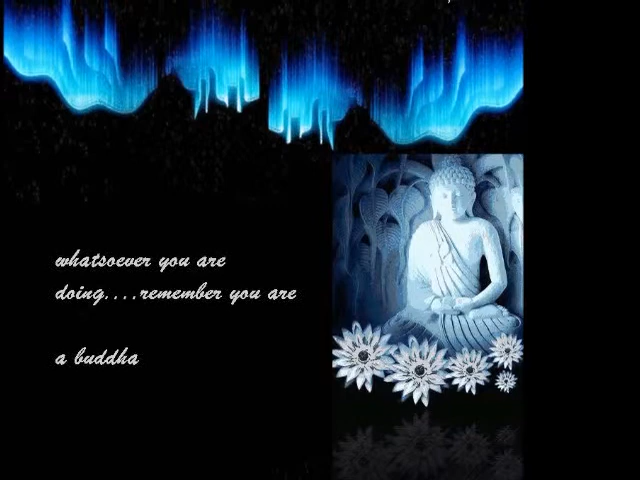 whatsoever you are
doing....remember you are
a buddha